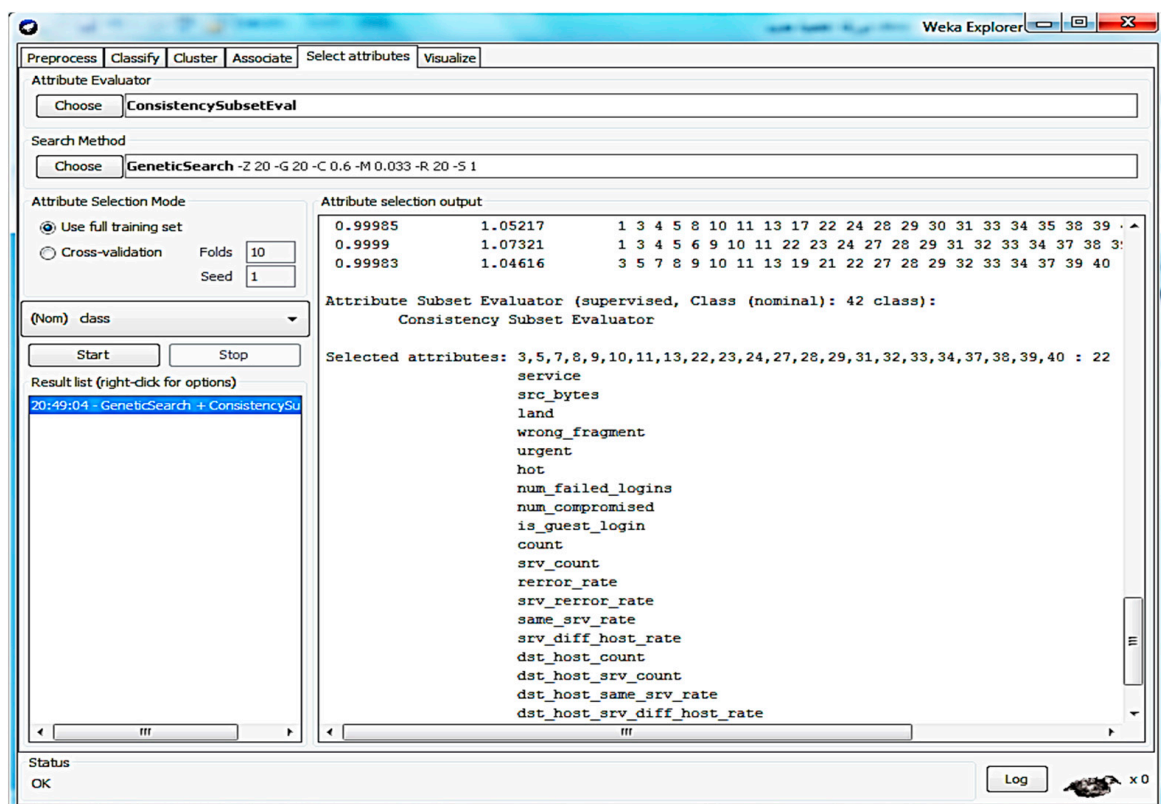 Weka Explorer
Preprocess Classify Cluster Associate Select attributes Visualize
Attribute Evaluator
Choose ConsistencySubsetEval
Search Method
Choose GeneticSearch -Z 20 -G 20 -C 0.6 -M 0.033 -R 20 -S 1
Attribute Selection Mode
Use full training set
Cross-validation Folds 10
Seed 1
(Nom) class
Start Stop
Result list (right-click for options)
20:49:04 - GeneticSearch + ConsistencySu
Attribute selection output
0.99985 1.05217 1 3 4 5 8 10 11 13 17 22 24 28 29 30 31 33 34 35 38 39
0.9999 1.07321 1 3 4 5 6 9 10 11 22 23 24 27 28 29 31 32 33 34 37 38
0.99983 1.04616 3 5 7 8 9 10 11 13 19 21 22 27 28 29 32 33 34 37 39 40
Attribute Subset Evaluator (supervised, Class (nominal): 42 class):
Consistency Subset Evaluator
Selected attributes: 3,5,7,8,9,10,11,13,22,23,24,27,28,29,31,32,33,34,37,38,39,40 : 22
service
src_bytes
land
wrong_fragment
urgent
hot
num_failed_logins
num_compromised
is_guest_login
count
srv_count
rerror_rate
srv_rerror_rate
same_srv_rate
srv_diff_host_rate
dst_host_count
dst_host_srv_count
dst_host_same_srv_rate
dst_host_srv_diff_host_rate
Status
OK
Log
x 0